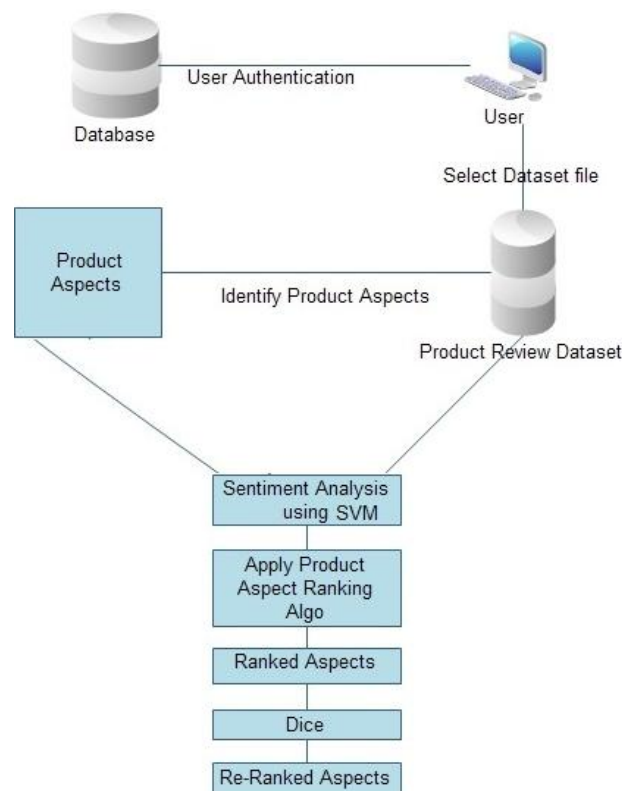 User Authentication
Database
User
Select Dataset file
Product
Aspects
Identify Product Aspects
Product Review Dataset
Sentiment Analysis
using SVM
Apply Product
Aspect Ranking
Algo
Ranked Aspects
Dice
Re-Ranked Aspects